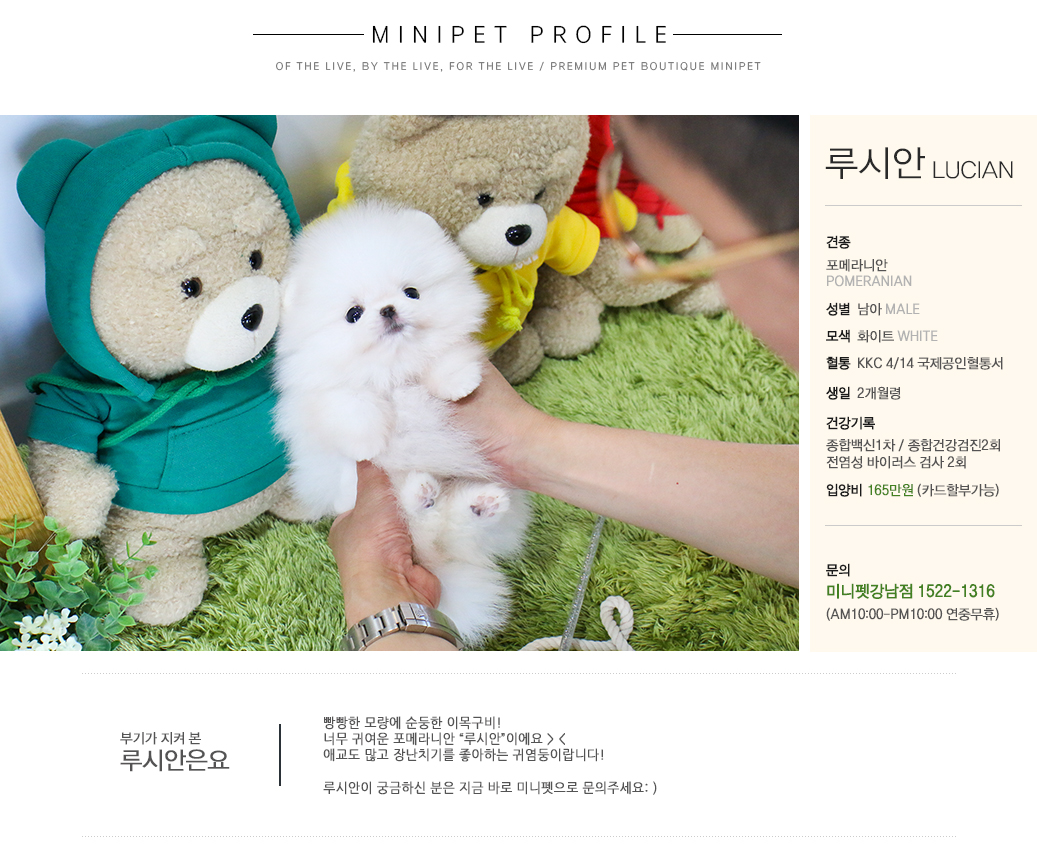 MINIPET PROFILE
OF THE LIVE, BY THE LIVE, FOR THE LIVE / PREMIUM PET BOUTIQUE MINIPET
루시안 LUCIAN
견종
포메라니안
POMERANIAN
성별 남아 MALE
모색 화이트 WHITE
혈통 KKC 4/14 국제공인혈통서
생일 2개월령
건강기록
종합백신1차 / 종합건강검진2회
전염성 바이러스 검사 2회
입양비 165만원 (카드할부가능)
문의
미니펫강남점 1522-1316
(AM10:00-PM10:00 연중무휴)
부기가 지켜 본
루시안은요
빵빵한 모량에 순둥한 이목구비!
너무 귀여운 포메라니안 “루시안”이에요 > <
애교도 많고 장난치기를 좋아하는 귀염둥이랍니다!
루시안이 궁금하신 분은 지금 바로 미니펫으로 문의주세요: )